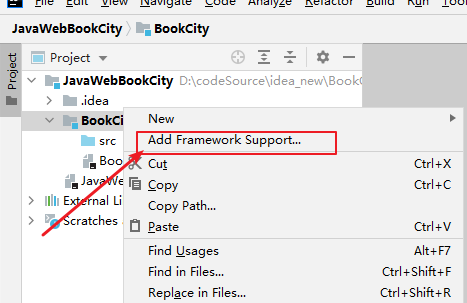 File Edit View Navigate Code Analyze Refactor Build Run
JavaWebBookCity BookCity
Project
Project
JavaWebBookCity D:\codeSource\idea_new\Boo
.idea
BookCi
src
Boo
JavaWe
External Li
Scratches a
New
Add Framework Support...
Cut Ctrl+X
Copy Ctrl+C
Copy Path...
Paste Ctrl+V
Find Usages Alt+F7
Find in Files... Ctrl+Shift+F
Replace in Files... Ctrl+Shift+R